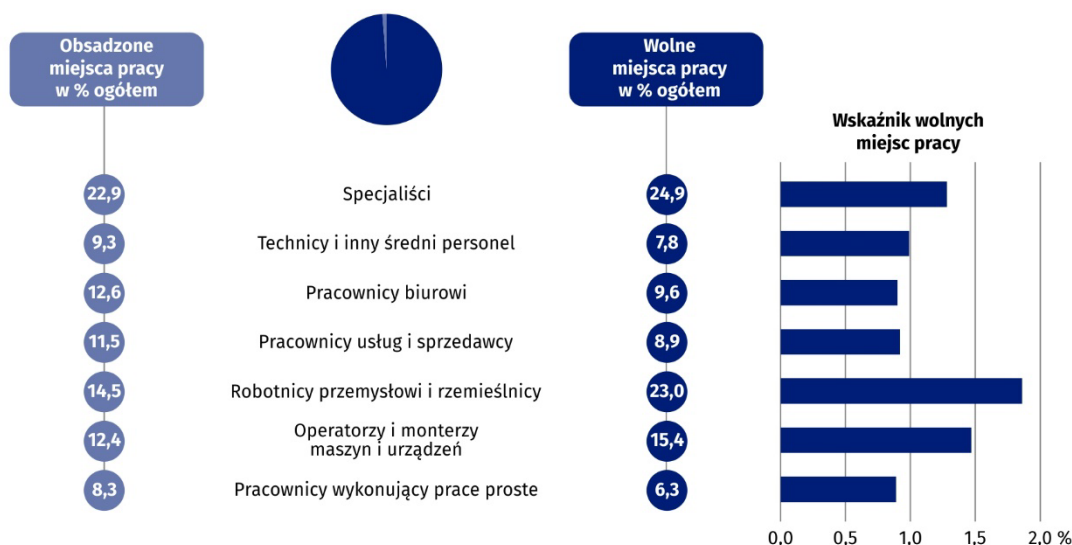 Obsadzone
miejsca pracy
w % ogółem
Wolne
miejsca pracy
w % ogółem
Wskaźnik wolnych
miejsc pracy
22,9 Specjaliści 24,9
9,3 Technicy i inny średni personel 7,8
12,6 Pracownicy biurowi 9,6
11,5 Pracownicy usług i sprzedawcy 8,9
14,5 Robotnicy przemysłowi i rzemieślnicy 23,0
12,4 Operatorzy i monterzy
maszyn i urządzeń 15,4
8,3 Pracownicy wykonujący prace proste 6,3
0,0 0,5 1,0 1,5 2,0 %